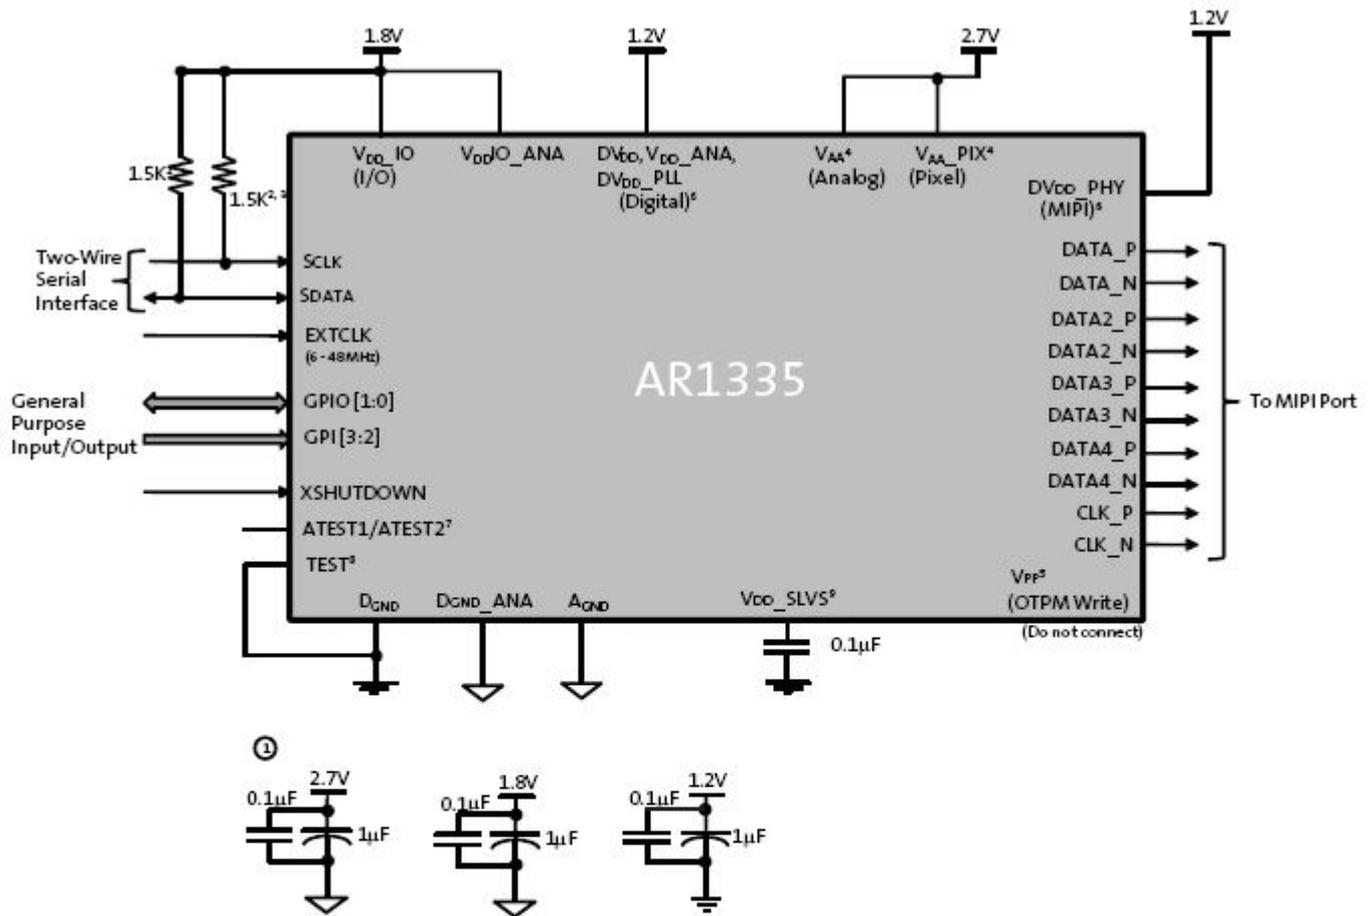 1.8V
1.2V
2.7V
1.2V
VDD_IO
(I/O)
VDDIO_ANA
DVDD, VDD_ANA,
DVDD_PLL
(Digital)⁶
VAA⁴
(Analog)
VAA_PIX⁴
(Pixel)
DVDD_PHY
(MIPI)⁶
1.5K²
1.5K²,³
Two-Wire
Serial
Interface
SCLK
SDATA
EXTCLK
(6 - 48MHz)
General
Purpose
Input/Output
GPIO [1:0]
GPI [3:2]
XSHUTDOWN
ATEST1/ATEST2⁷
TEST⁸
AR1335
DATA_P
DATA_N
DATA2_P
DATA2_N
DATA3_P
DATA3_N
DATA4_P
DATA4_N
CLK_P
CLK_N
To MIPI Port
DGND
DGND_ANA
AGND
VDD_SLVS⁹
0.1µF
VPP⁵
(OTPM Write)
(Do not connect)
①
2.7V
0.1µF
1µF
1.8V
0.1µF
1µF
1.2V
0.1µF
1µF